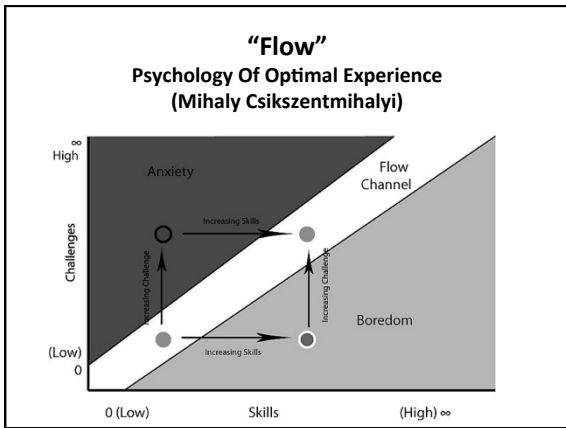 “Flow”
Psychology Of Optimal Experience
(Mihaly Csikszentmihalyi)
∞
High
Anxiety
Flow
Channel
Increasing Skills
Challenges
Increasing Challenge
Increasing Challenge
Boredom
(Low)
0
Increasing Skills
0 (Low)
Skills
(High) ∞